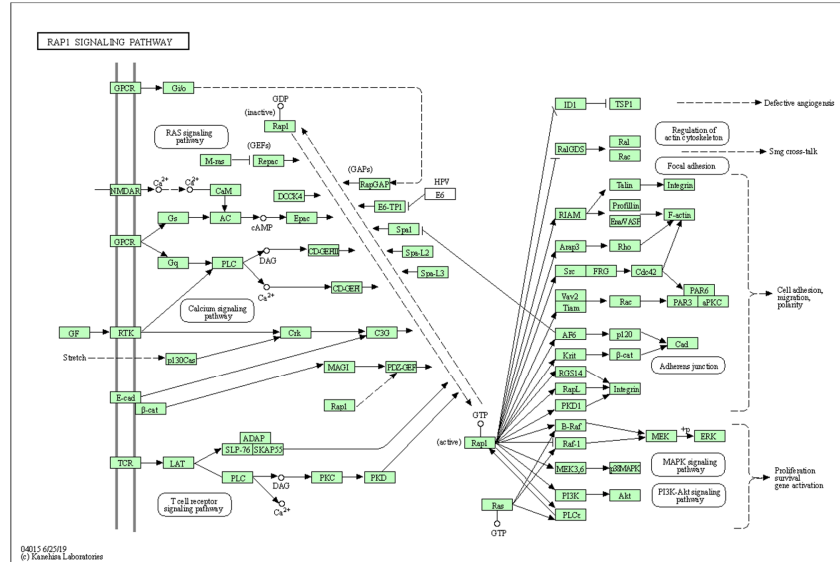 RAP1 SIGNALING PATHWAY
GPCR
Gi/o
GDP
(inactive)
Rap1
RAS signaling
pathway
(GEFs)
M-ras
Repac
(GAPs)
RapGAP
HPV
E6
NMDAR
Ca2+
Ca2+
CaM
DOCK4
E6-TP1
Gs
AC
cAMP
Epac
Spa1
GPCR
Gq
PLC
DAG
CD-GEFIII
Spa-L2
Spa-L3
Ca2+
CD-GEFI
Calcium signaling
pathway
GF
RTK
Crk
C3G
Stretch
p130Cas
MAGI
PDZ-GEF
E-cad
β-cat
Rap1
GTP
(active)
Rap1
ADAP
SLP-76
SKAP55
TCR
LAT
PLC
DAG
PKC
PKD
Ca2+
T cell receptor
signaling pathway
Ras
GTP
ID1
TSP1
Defective angiogenesis
RalGDS
Ral
Rac
Regulation of
actin cytoskeleton
Smg cross-talk
Focal adhesion
Talin
Integrin
RIAM
Profillin
Ena/VASP
F-actin
Arap3
Rho
Src
FRG
Cdc42
Vav2
Tiam
Rac
PAR6
PAR3
aPKC
Cell adhesion,
migration,
polarity
AF6
p120
Cad
Krit
β-cat
Adherens junction
RGS14
RapL
Integrin
PKD1
B-Raf
Raf-1
MEK
+p
ERK
MEK3,6
p38MAPK
MAPK signaling
pathway
PI3K
Akt
PI3K-Akt signaling
pathway
PLCε
Proliferation
survival
gene activation
04015 6/25/19
(c) Kanehisa Laboratories